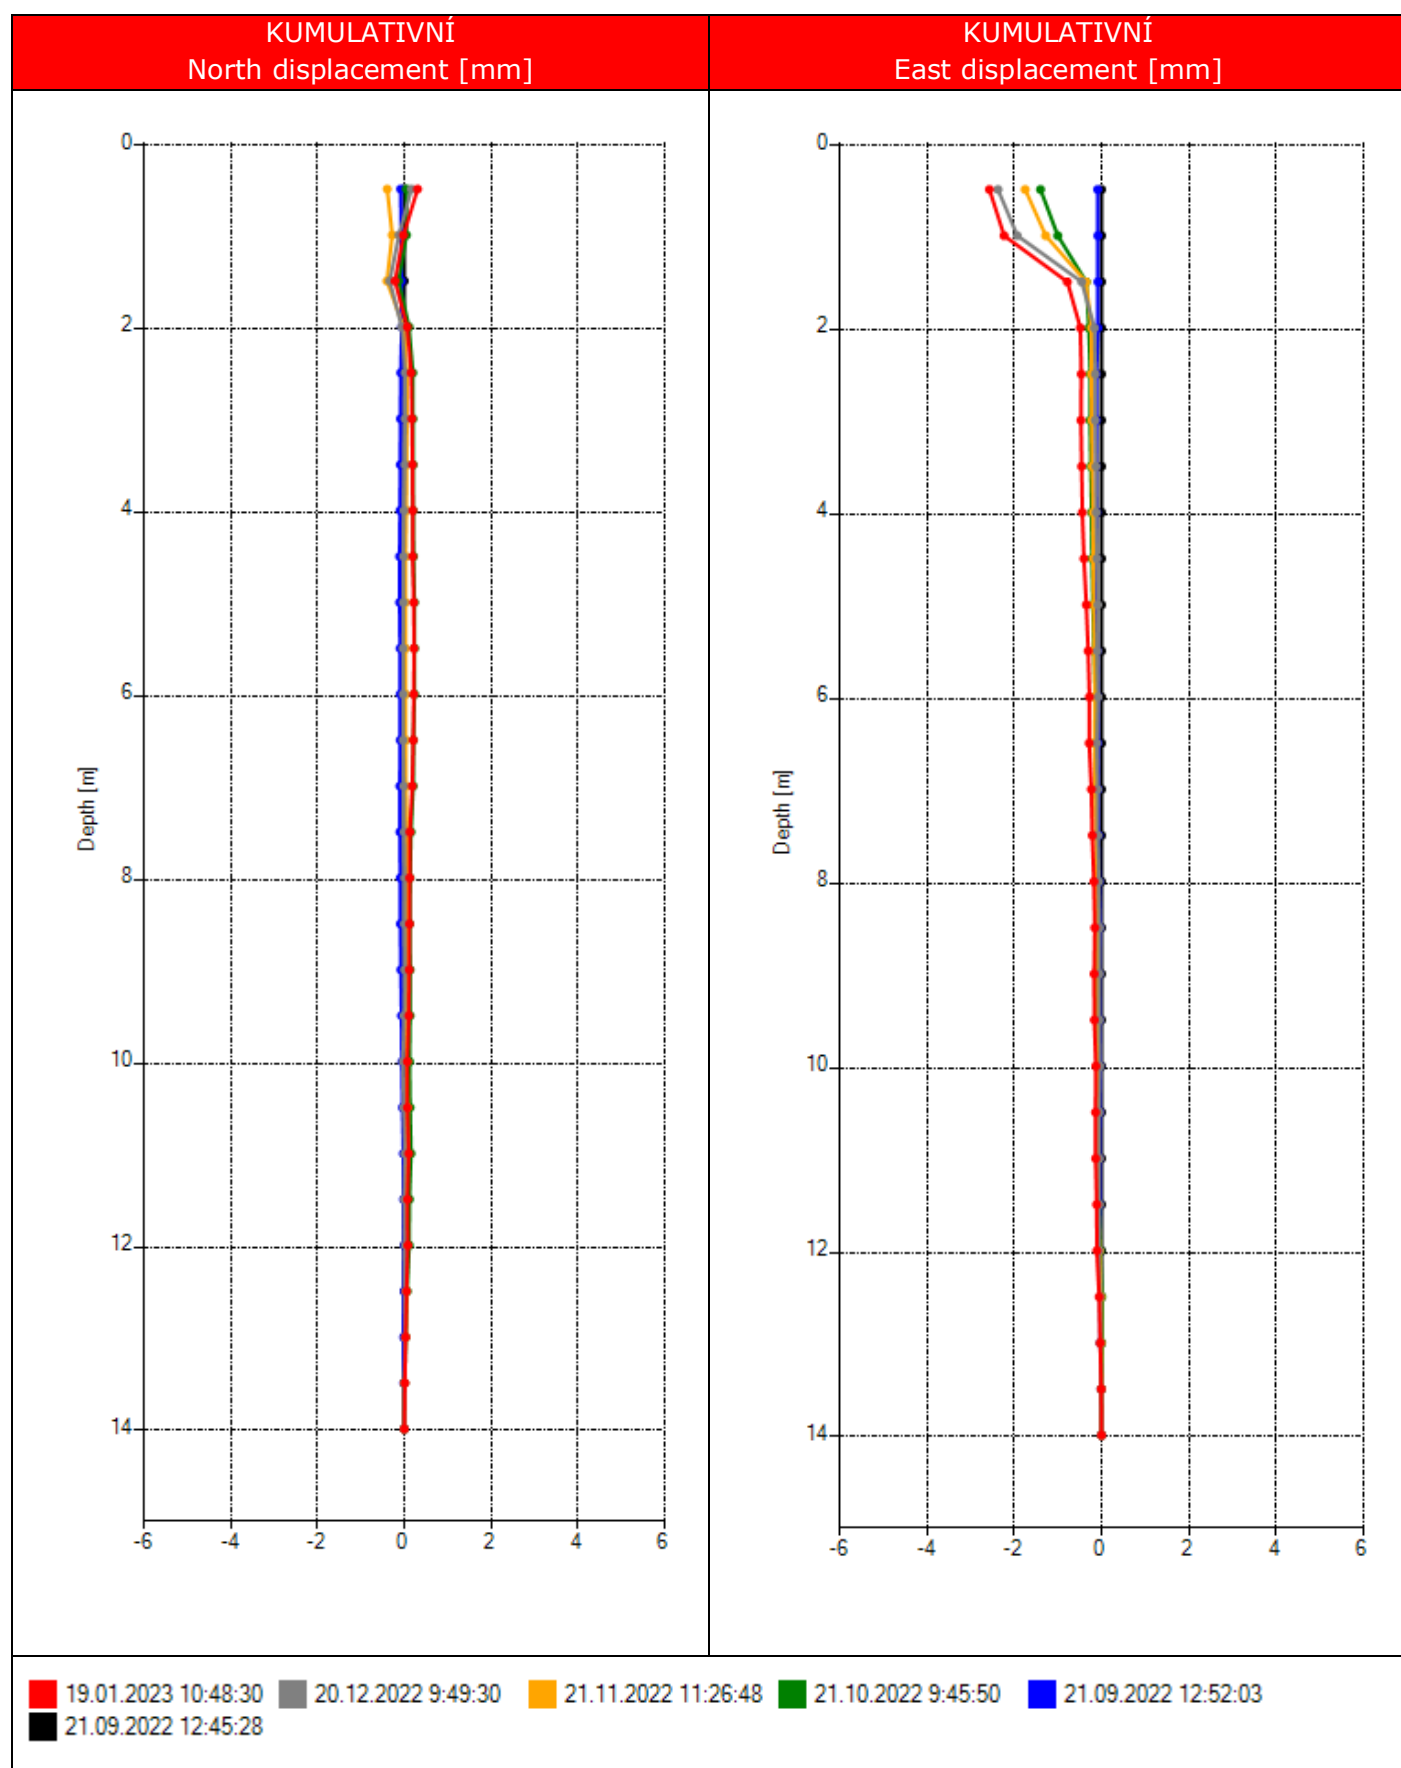 KUMULATIVNÍ
North displacement [mm]
KUMULATIVNÍ
East displacement [mm]
0
2
4
6
8
10
12
14
Depth [m]
-6 -4 -2 0 2 4 6
0
2
4
6
8
10
12
14
Depth [m]
-6 -4 -2 0 2 4 6
19.01.2023 10:48:30 20.12.2022 9:49:30 21.11.2022 11:26:48 21.10.2022 9:45:50 21.09.2022 12:52:03
21.09.2022 12:45:28